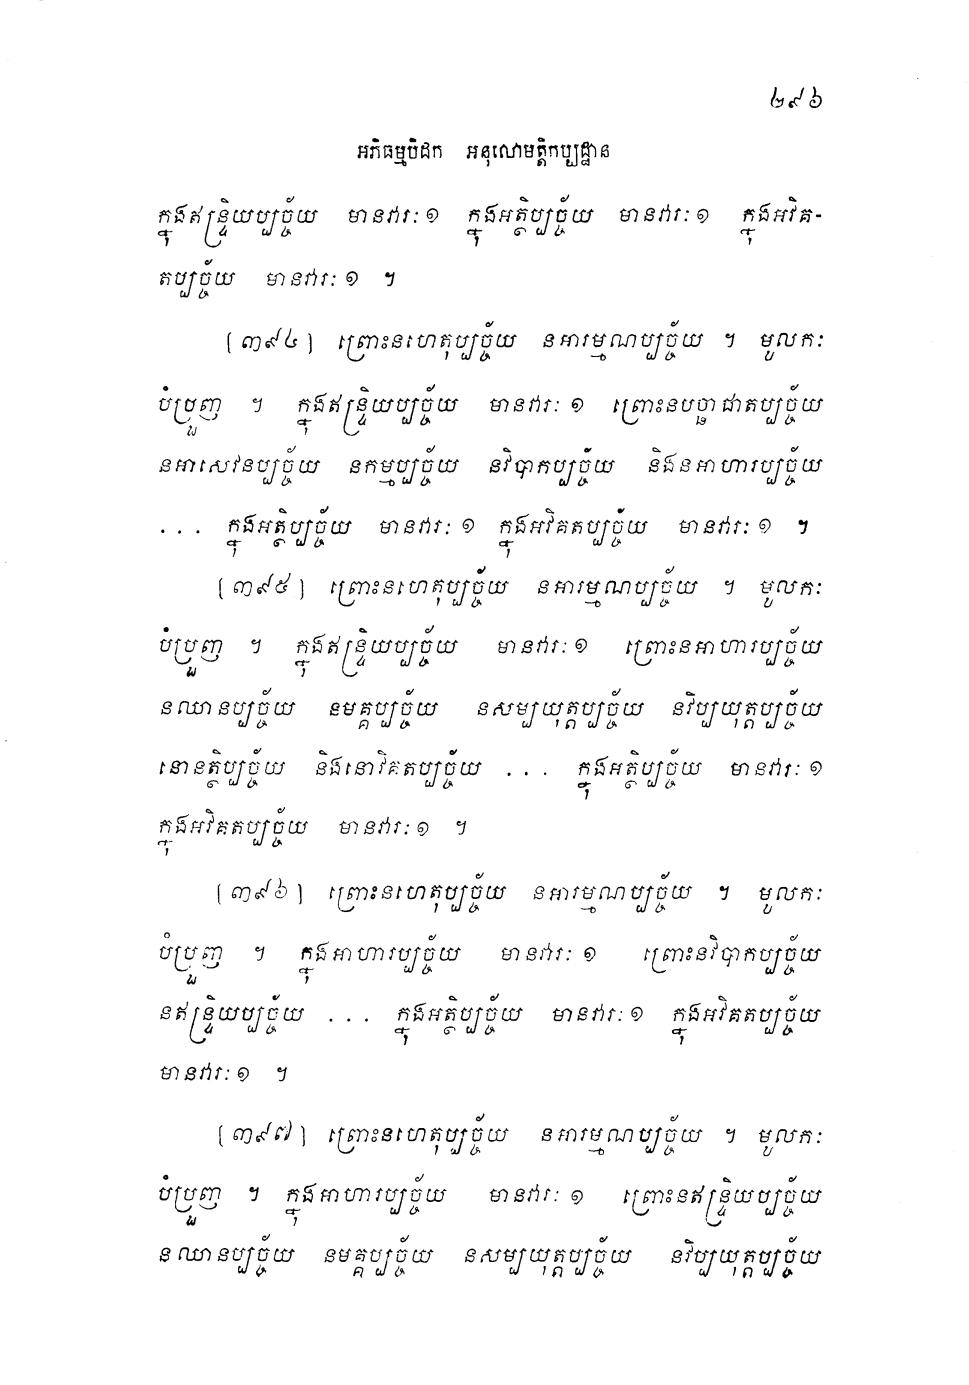 ២៩៦
អភិធម្មបិដក អនុលោមត្តិកប្បដ្ឋាន
ក្នុងឥន្ទ្រិយប្បច្ច័យ មានវារៈ ១ ក្នុងអត្ថិប្បច្ច័យ មានវារៈ ១ ក្នុងអវិគ-
តប្បច្ច័យ មានវារៈ ១ ។
[៣៩៤] ព្រោះនហេតុប្បច្ច័យ នអារម្មណប្បច្ច័យ ។ មូលកៈ
បំប្រួញ ។ ក្នុងឥន្ទ្រិយប្បច្ច័យ មានវារៈ ១ ព្រោះនបច្ឆាជាតប្បច្ច័យ
នអាសេវនប្បច្ច័យ នកម្មប្បច្ច័យ នវិបាកប្បច្ច័យ និងនអាហារប្បច្ច័យ
... ក្នុងអត្ថិប្បច្ច័យ មានវារៈ ១ ក្នុងអវិគតប្បច្ច័យ មានវារៈ ១ ។
[៣៩៥] ព្រោះនហេតុប្បច្ច័យ នអារម្មណប្បច្ច័យ ។ មូលកៈ
បំប្រួញ ។ ក្នុងឥន្ទ្រិយប្បច្ច័យ មានវារៈ ១ ព្រោះនអាហារប្បច្ច័យ
នឈានប្បច្ច័យ នមគ្គប្បច្ច័យ នសម្បយុត្តប្បច្ច័យ នវិប្បយុត្តប្បច្ច័យ
នោនត្ថិប្បច្ច័យ និងនោវិគតប្បច្ច័យ ... ក្នុងអត្ថិប្បច្ច័យ មានវារៈ ១
ក្នុងអវិគតប្បច្ច័យ មានវារៈ ១ ។
[៣៩៦] ព្រោះនហេតុប្បច្ច័យ នអារម្មណប្បច្ច័យ ។ មូលកៈ
បំប្រួញ ។ ក្នុងអាហារប្បច្ច័យ មានវារៈ ១ ព្រោះនវិបាកប្បច្ច័យ
នឥន្ទ្រិយប្បច្ច័យ ... ក្នុងអត្ថិប្បច្ច័យ មានវារៈ ១ ក្នុងអវិគតប្បច្ច័យ
មានវារៈ ១ ។
[៣៩៧] ព្រោះនហេតុប្បច្ច័យ នអារម្មណប្បច្ច័យ ។ មូលកៈ
បំប្រួញ ។ ក្នុងអាហារប្បច្ច័យ មានវារៈ ១ ព្រោះនឥន្ទ្រិយប្បច្ច័យ
នឈានប្បច្ច័យ នមគ្គប្បច្ច័យ នសម្បយុត្តប្បច្ច័យ នវិប្បយុត្តប្បច្ច័យ